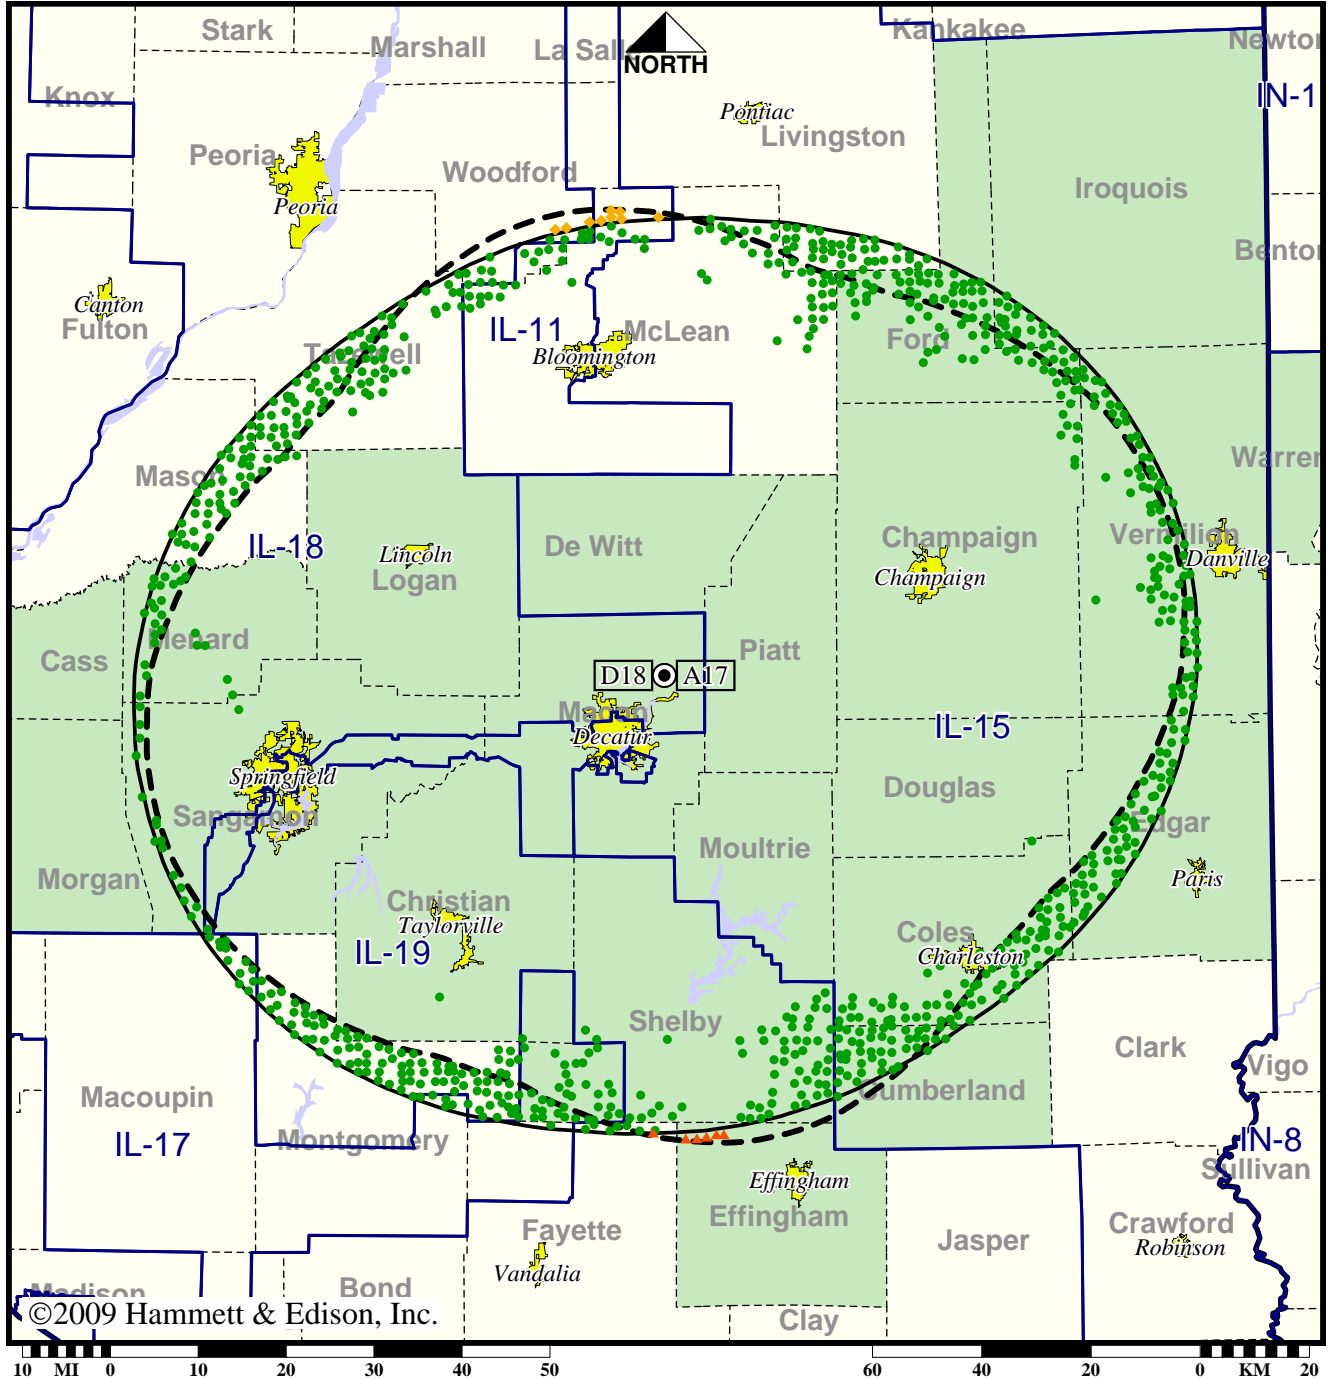 Stark
Marshall
La Salle
NORTH
Kankakee
Newton
Knox
Pontiac
IN-1
Peoria
Livingston
Woodford
Iroquois
Peoria
Benton
Canton
Fulton
IL-11
McLean
Ford
Tazewell
Bloomington
Mason
Warren
IL-18
Lincoln
Logan
De Witt
Champaign
Champaign
Vermilion
Danville
Menard
Cass
Piatt
D18
A17
Macon
Decatur
IL-15
Springfield
Sangamon
Douglas
Edgar
Moultrie
Morgan
Paris
Christian
Taylorville
IL-19
Coles
Charleston
Shelby
Clark
Vigo
Macoupin
Cumberland
IL-17
Montgomery
IN-8
Sullivan
Effingham
Effingham
Fayette
Crawford
Jasper
Robinson
Vandalia
Madison
Bond
©2009 Hammett & Edison, Inc.
Clay
10 MI 0 10 20 30 40 50
60 40 20 0 KM 20